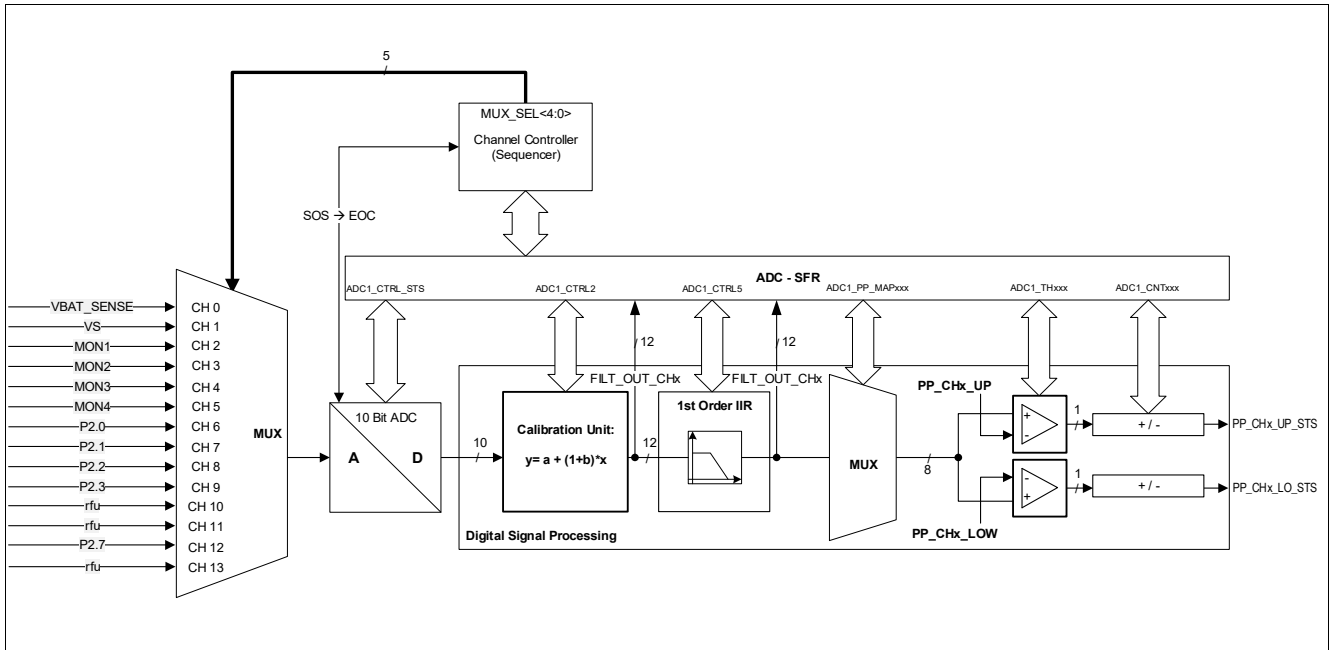 5
MUX_SEL<4:0>
Channel Controller
(Sequencer)
SOS → EOC
ADC - SFR
ADC1_CTRL_STS
ADC1_CTRL2
ADC1_CTRL5
ADC1_PP_MAPxxx
ADC1_THxxx
ADC1_CNTxxx
VBAT_SENSE
CH 0
VS
CH 1
MON1
CH 2
MON2
CH 3
MON3
CH 4
MON4
CH 5
P2.0
CH 6
P2.1
CH 7
P2.2
CH 8
P2.3
CH 9
rfu
CH 10
rfu
CH 11
P2.7
CH 12
rfu
CH 13
MUX
10 Bit ADC
A
D
10
12
12
FILT_OUT_CHx
FILT_OUT_CHx
Calibration Unit:
y= a + (1+b)*x
12
1st Order IIR
MUX
8
PP_CHx_UP
+
-
1
+ / -
PP_CHx_UP_STS
-
+
1
+ / -
PP_CHx_LO_STS
PP_CHx_LOW
Digital Signal Processing